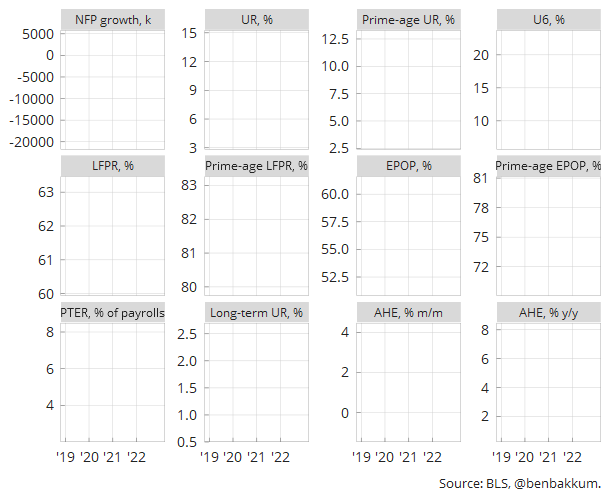 NFP growth, k
UR, %
Prime-age UR, %
U6, %
5000
0
-5000
-10000
-15000
-20000
15
12
9
6
3
12.5
10.0
7.5
5.0
2.5
20
15
10
LFPR, %
Prime-age LFPR, %
EPOP, %
Prime-age EPOP, %
63
62
61
60
83
82
81
80
60.0
57.5
55.0
52.5
81
78
75
72
PTER, % of payrolls
Long-term UR, %
AHE, % m/m
AHE, % y/y
8
6
4
2.5
2.0
1.5
1.0
0.5
4
2
0
8
6
4
2
'19 '20 '21 '22
'19 '20 '21 '22
'19 '20 '21 '22
'19 '20 '21 '22
Source: BLS, @benbakkum.